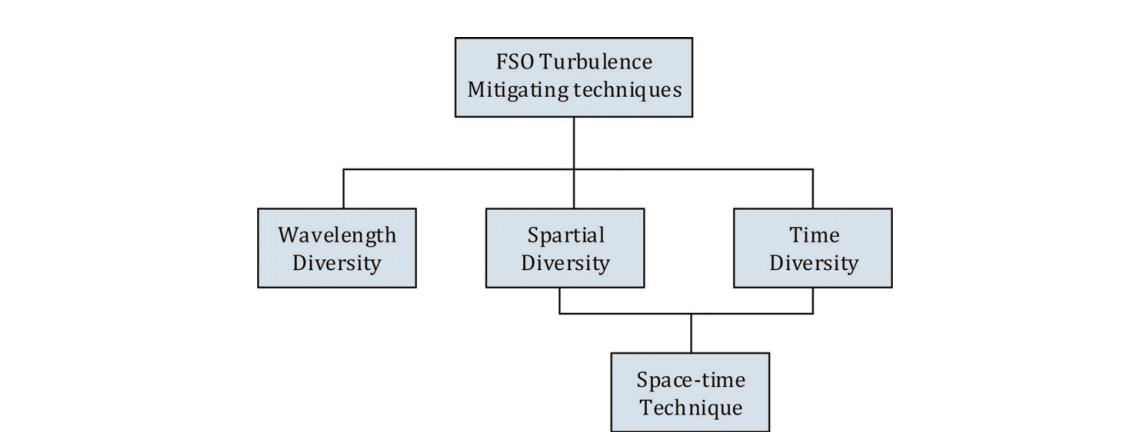 FSO Turbulence
Mitigating techniques
Wavelength
Diversity
Spartial
Diversity
Time
Diversity
Space-time
Technique